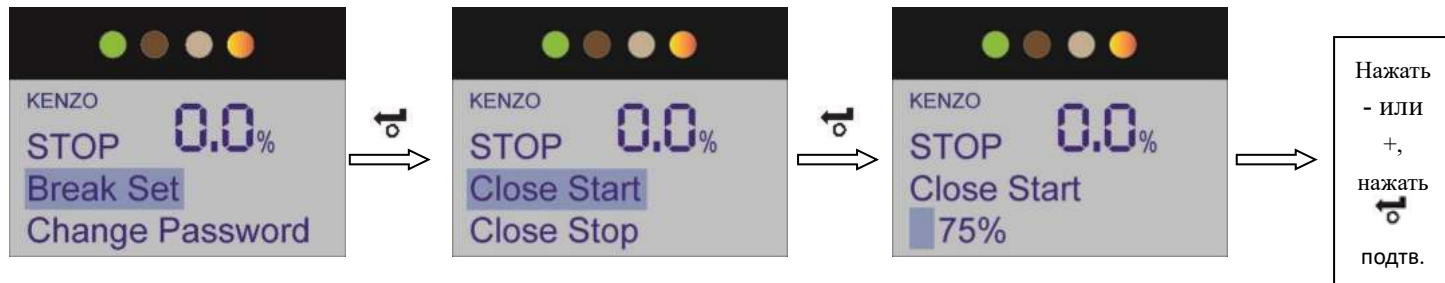 KENZO
STOP 0.0%
Break Set
Change Password
KENZO
STOP 0.0%
Close Start
Close Stop
KENZO
STOP 0.0%
Close Start
75%
Нажать
- или
+,
нажать
подтв.